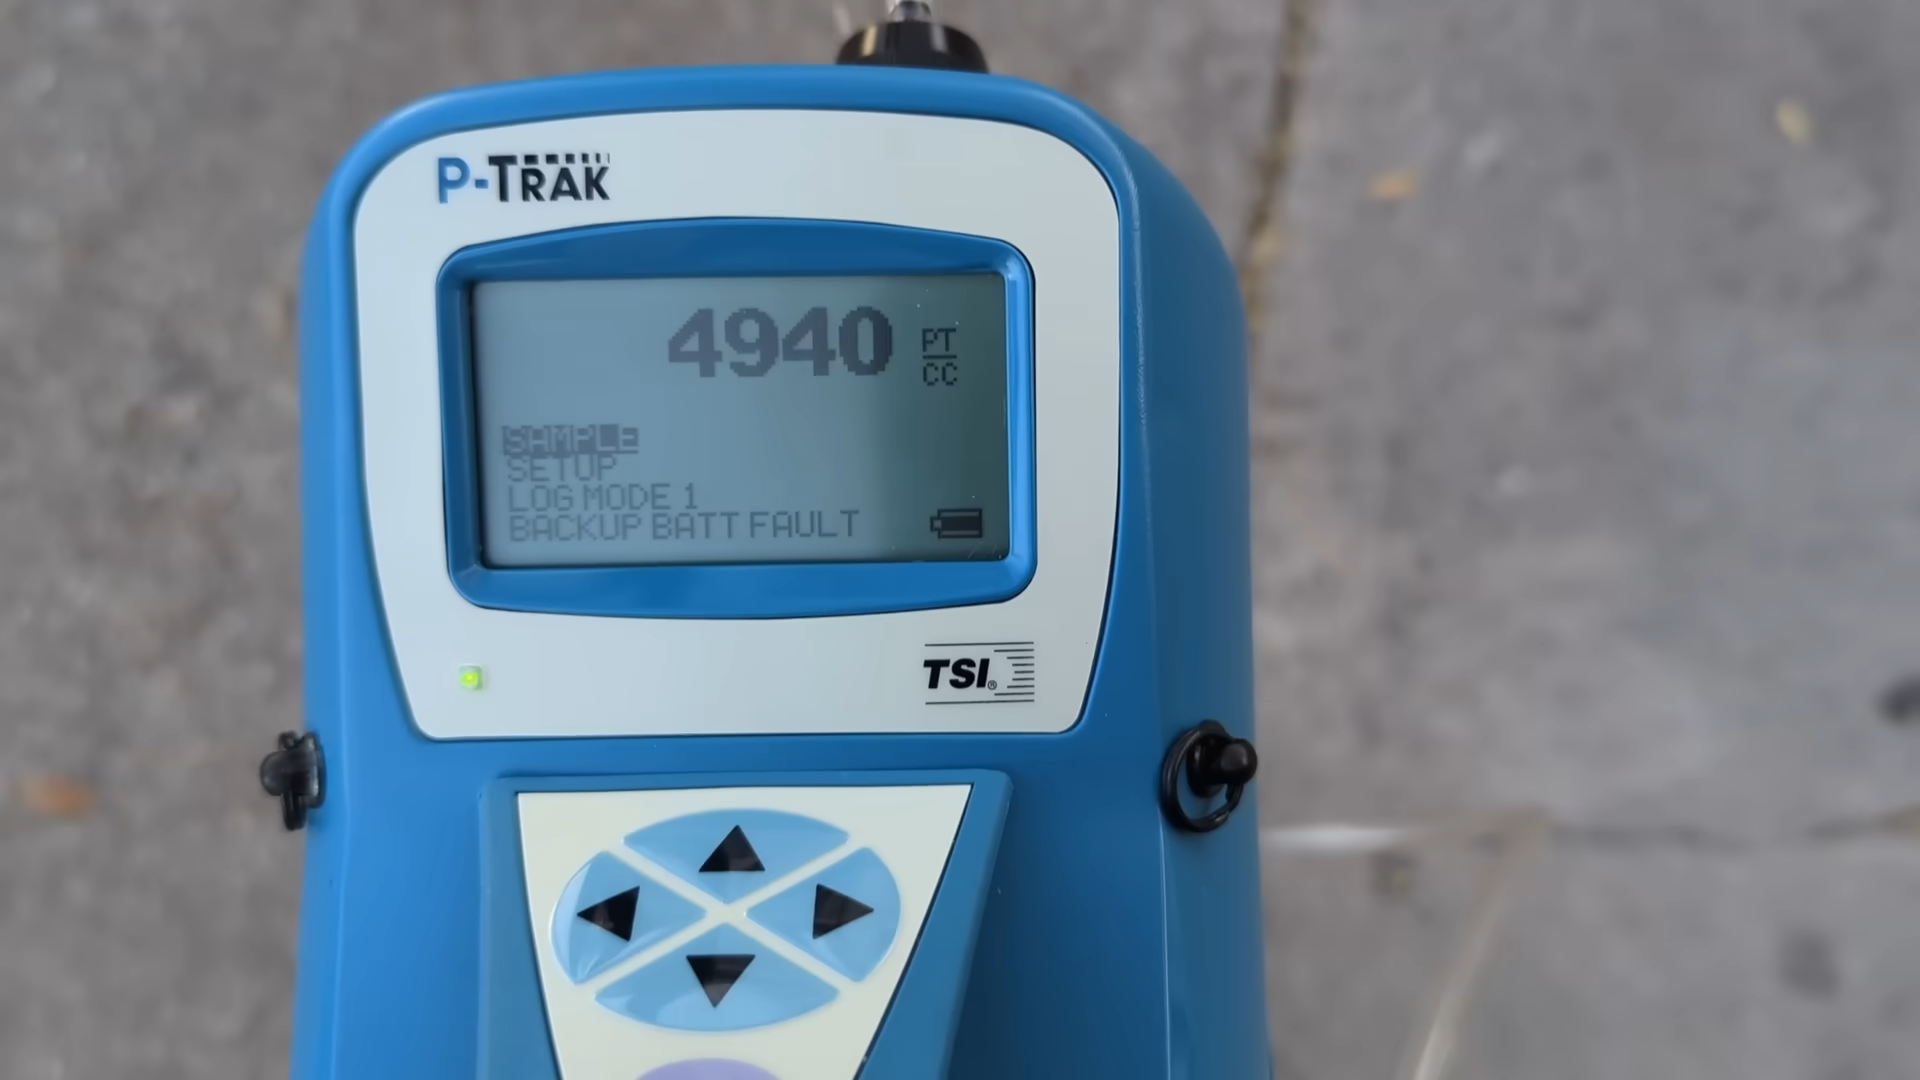 P-TRAK
4940 PT
CC
SAMPLE
SETUP
LOG MODE 1
BACKUP BATT FAULT
TSI®